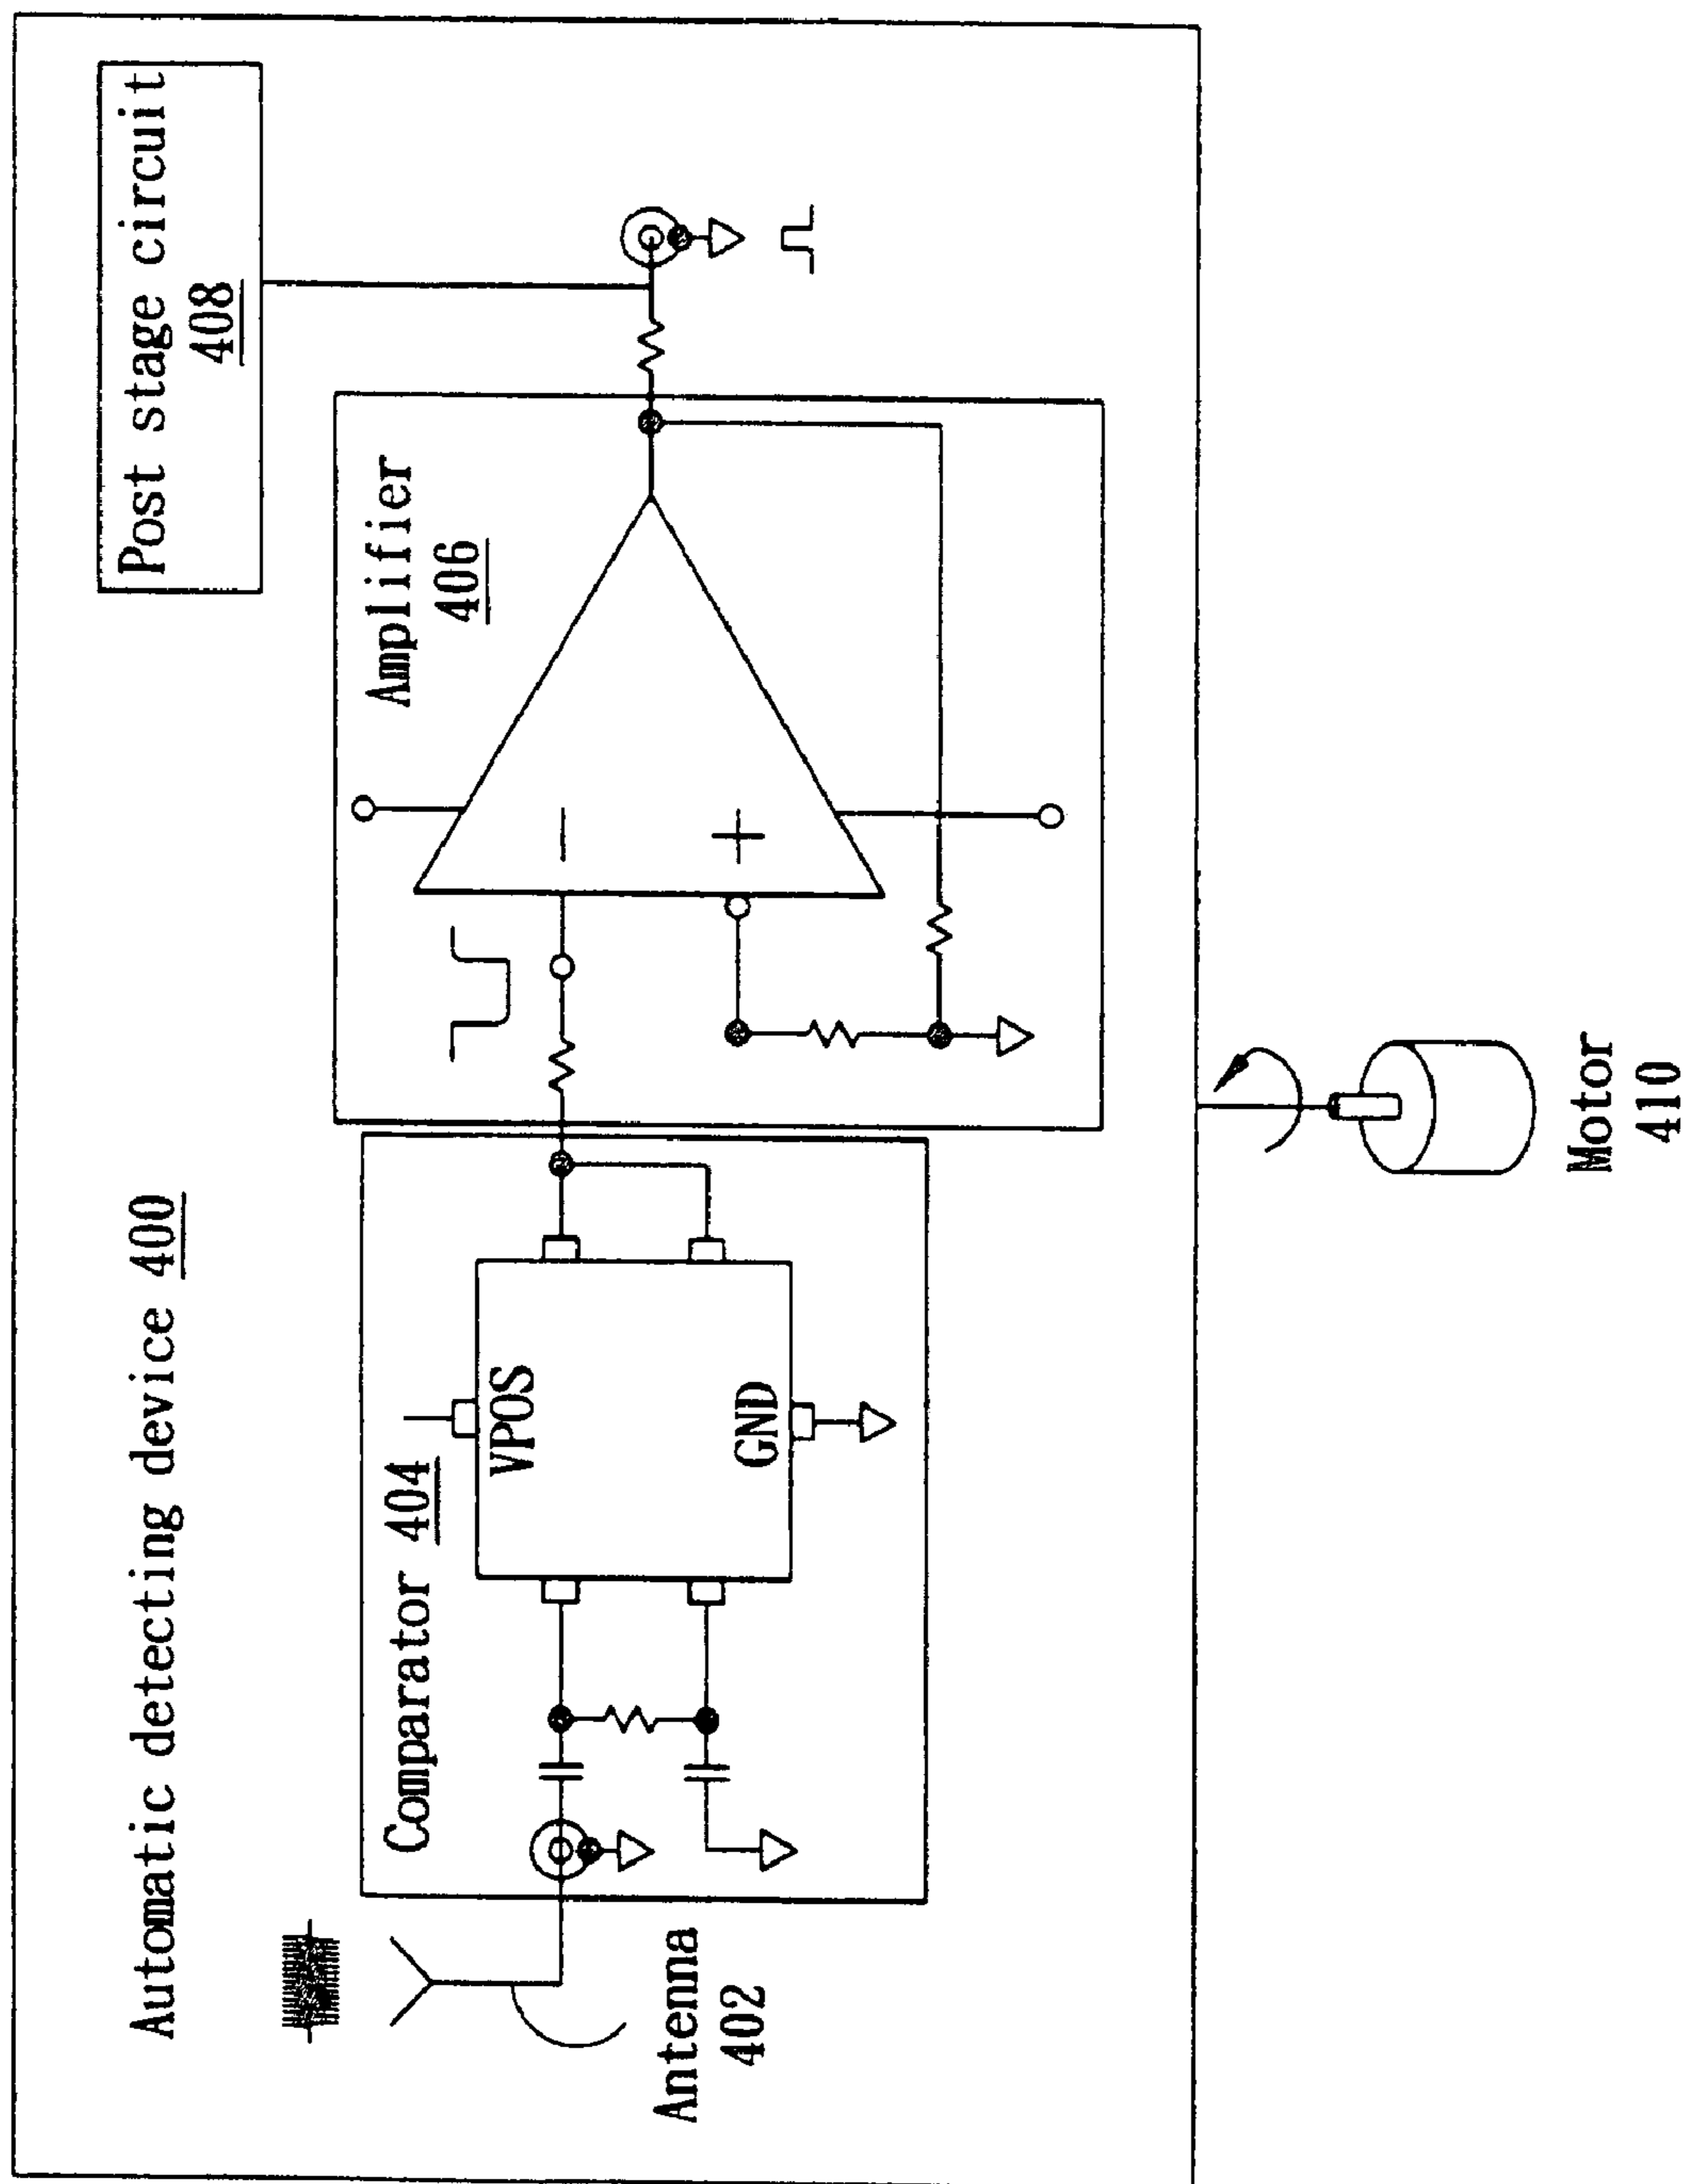 Automatic detecting device 400
Post stage circuit
408
Comparator 404
VPOS
GND
Amplifier
406
−
+
Antenna
402
Motor
410